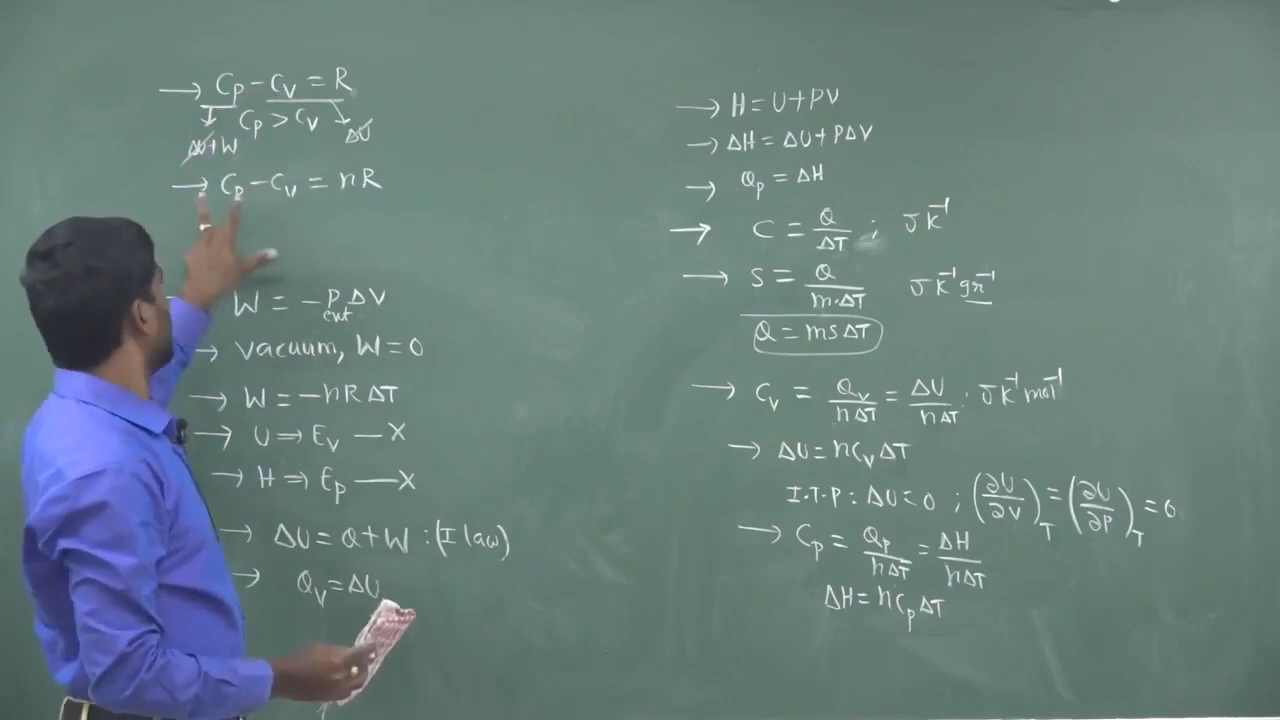 → Cp - Cv = R
Cp > Cv
ΔU+W ΔU
→ Cp - Cv = nR
W = -P ext ΔV
→ vacuum, W = 0
→ W = -nRΔT
→ U ⇒ Ev — X
→ H ⇒ Ep — X
→ ΔU = Q+W : (I law)
→ Qv = ΔU
→ H = U+PV
→ ΔH = ΔU+PΔV
→ Qp = ΔH
→ C = Q/ΔT ; JK⁻¹
→ S = Q/m·ΔT JK⁻¹gr⁻¹
Q = msΔT
→ Cv = Qv/nΔT = ΔU/nΔT ; JK⁻¹mol⁻¹
→ ΔU = nCvΔT
I.T.P : ΔU < 0 ; (∂U/∂V)T = (∂U/∂P)T = 0
→ Cp = Qp/nΔT = ΔH/nΔT
ΔH = nCpΔT